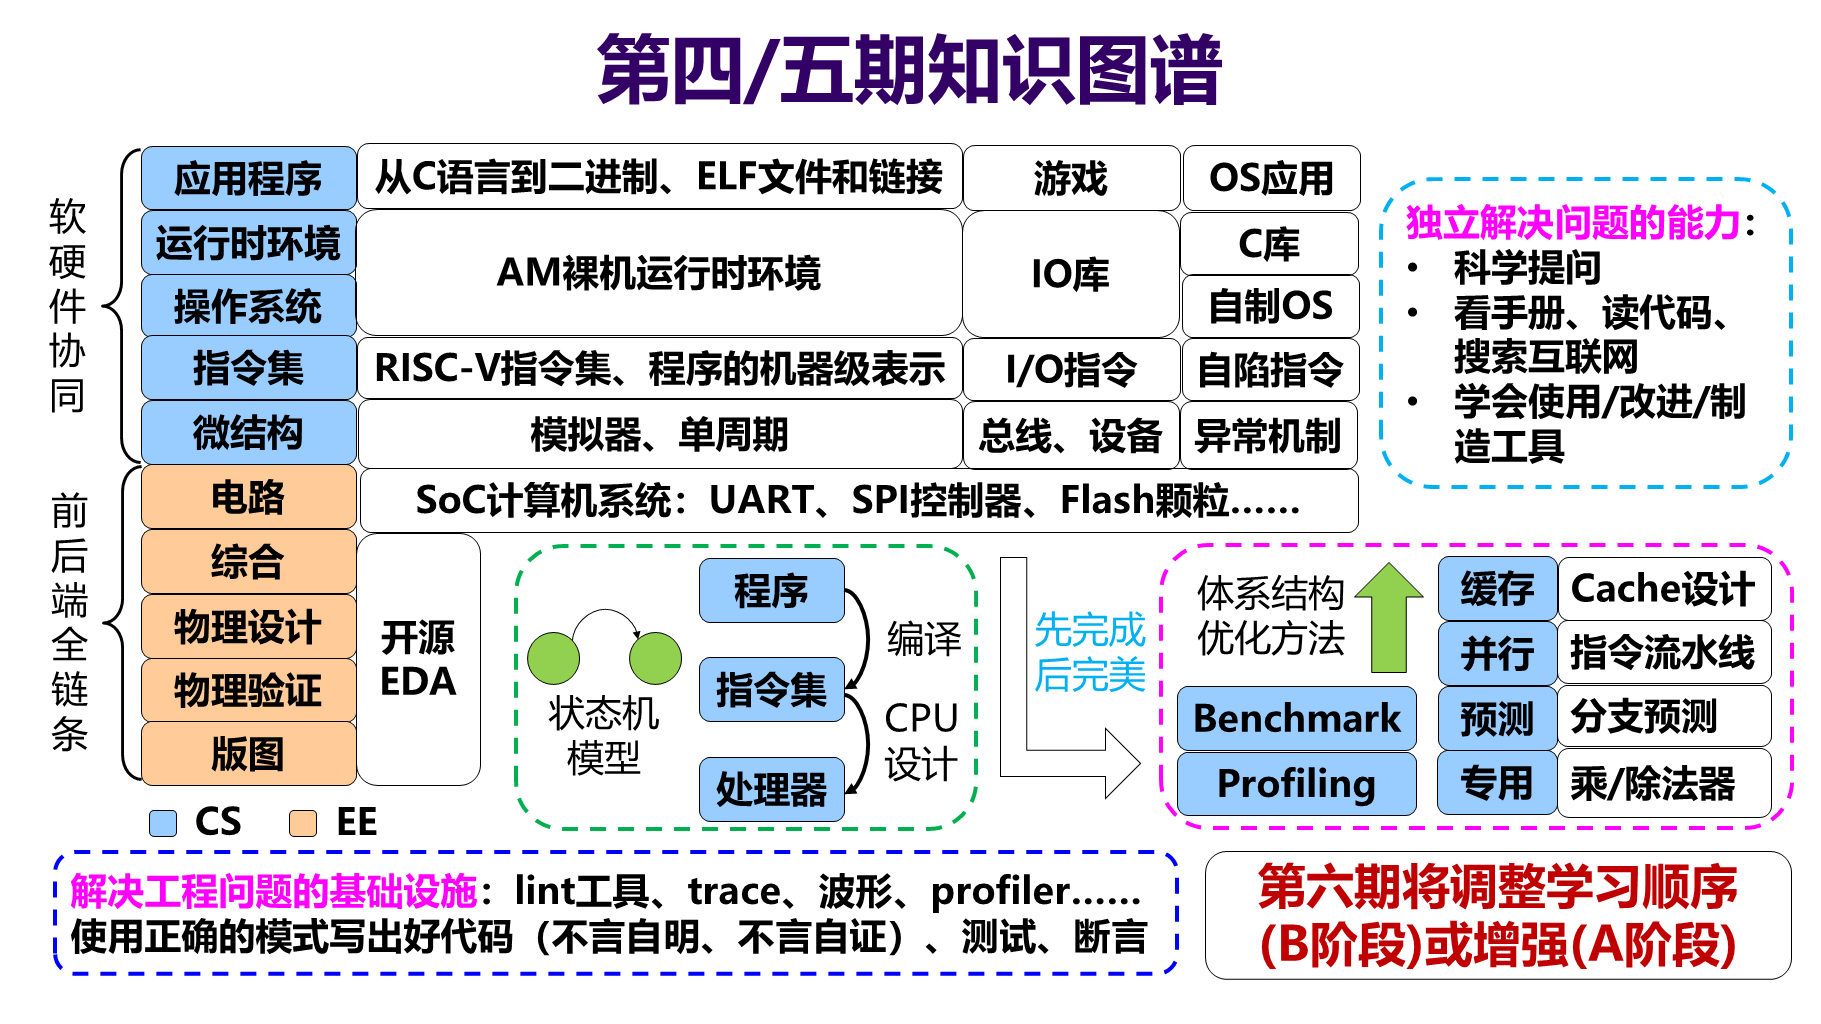 第四/五期知识图谱
软硬件协同
应用程序
从C语言到二进制、ELF文件和链接
游戏
OS应用
运行时环境
AM裸机运行时环境
IO库
C库
操作系统
自制OS
指令集
RISC-V指令集、程序的机器级表示
I/O指令
自陷指令
微结构
模拟器、单周期
总线、设备
异常机制
独立解决问题的能力：
• 科学提问
• 看手册、读代码、
搜索互联网
• 学会使用/改进/制
造工具
前后端全链条
电路
SoC计算机系统：UART、SPI控制器、Flash颗粒……
综合
物理设计
物理验证
版图
开源
EDA
CS
EE
状态机
模型
程序
指令集
处理器
编译
CPU
设计
先完成
后完美
体系结构
优化方法
Benchmark
Profiling
缓存
Cache设计
并行
指令流水线
预测
分支预测
专用
乘/除法器
解决工程问题的基础设施：lint工具、trace、波形、profiler……
使用正确的模式写出好代码（不言自明、不言自证）、测试、断言
第六期将调整学习顺序
(B阶段)或增强(A阶段)